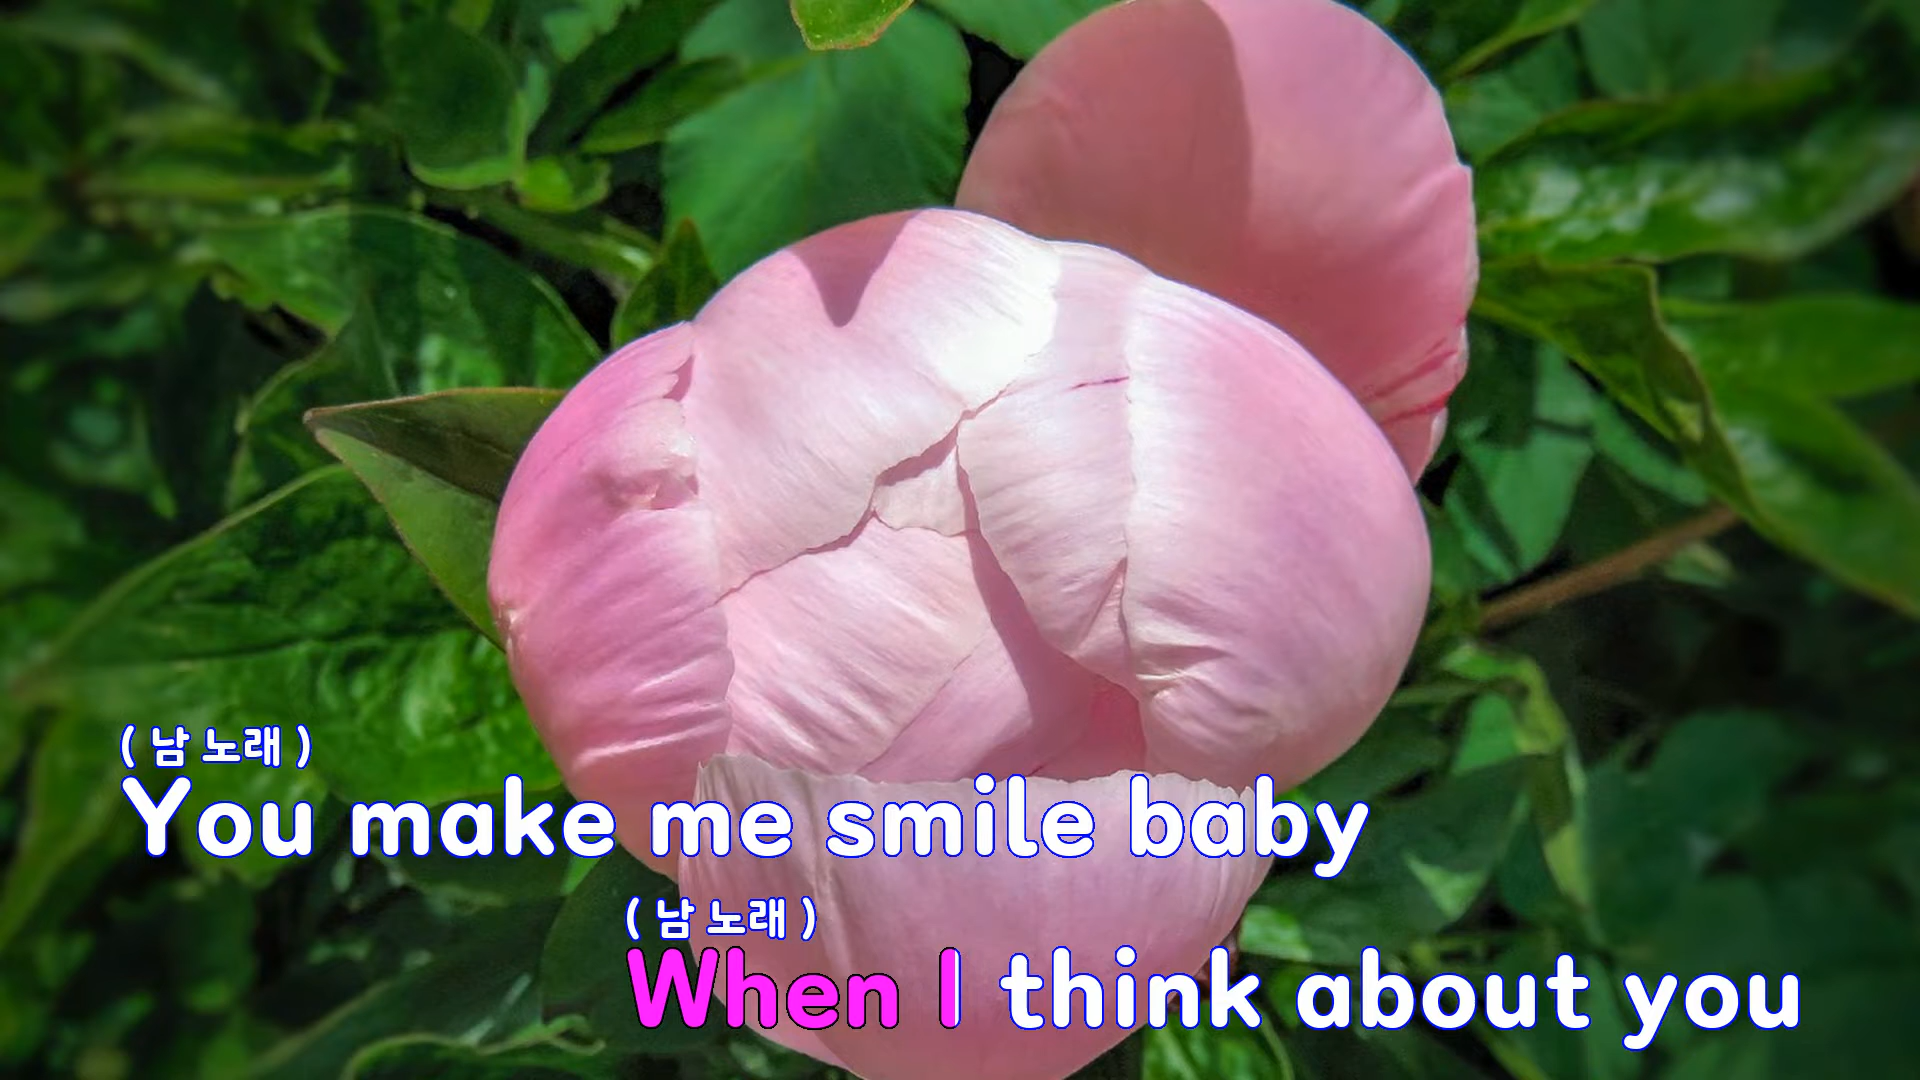 ( 남 노래 )
You make me smile baby
( 남 노래 )
When I think about you